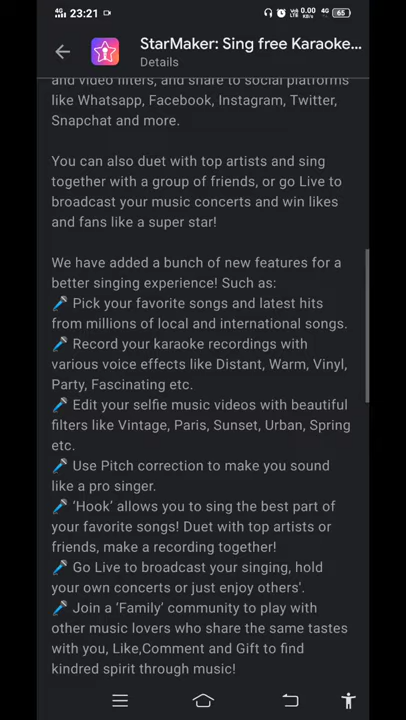 4G 23:21 VoLTE 0.00 KB/s 4G 65
StarMaker: Sing free Karaoke...
Details
and video filters, and share to social platforms
like Whatsapp, Facebook, Instagram, Twitter,
Snapchat and more.
You can also duet with top artists and sing
together with a group of friends, or go Live to
broadcast your music concerts and win likes
and fans like a super star!
We have added a bunch of new features for a
better singing experience! Such as:
🎤 Pick your favorite songs and latest hits
from millions of local and international songs.
🎤 Record your karaoke recordings with
various voice effects like Distant, Warm, Vinyl,
Party, Fascinating etc.
🎤 Edit your selfie music videos with beautiful
filters like Vintage, Paris, Sunset, Urban, Spring
etc.
🎤 Use Pitch correction to make you sound
like a pro singer.
🎤 ‘Hook’ allows you to sing the best part of
your favorite songs! Duet with top artists or
friends, make a recording together!
🎤 Go Live to broadcast your singing, hold
your own concerts or just enjoy others'.
🎤 Join a ‘Family’ community to play with
other music lovers who share the same tastes
with you, Like,Comment and Gift to find
kindred spirit through music!